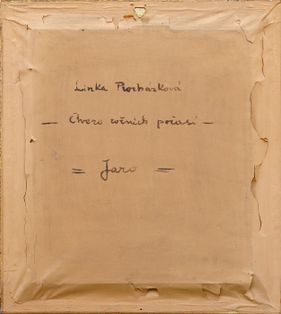 Linka Procházková
— Čtvero ročních počasí —
= Jaro =